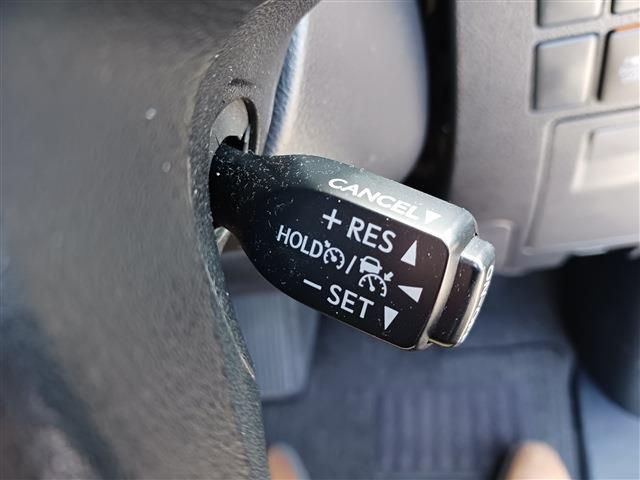 CANCEL▼
+ RES ▲
HOLD / ◀
− SET ▼